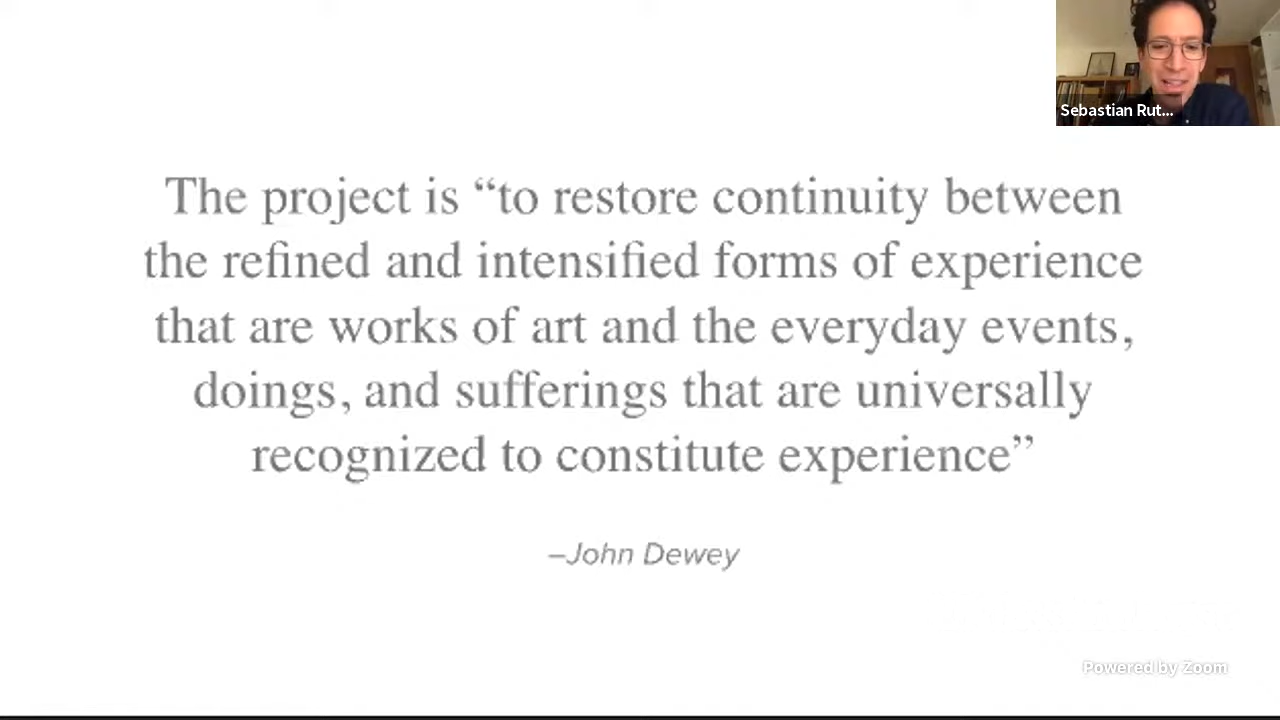 Sebastian Rut...
The project is “to restore continuity between
the refined and intensified forms of experience
that are works of art and the everyday events,
doings, and sufferings that are universally
recognized to constitute experience”
–John Dewey
Powered by Zoom